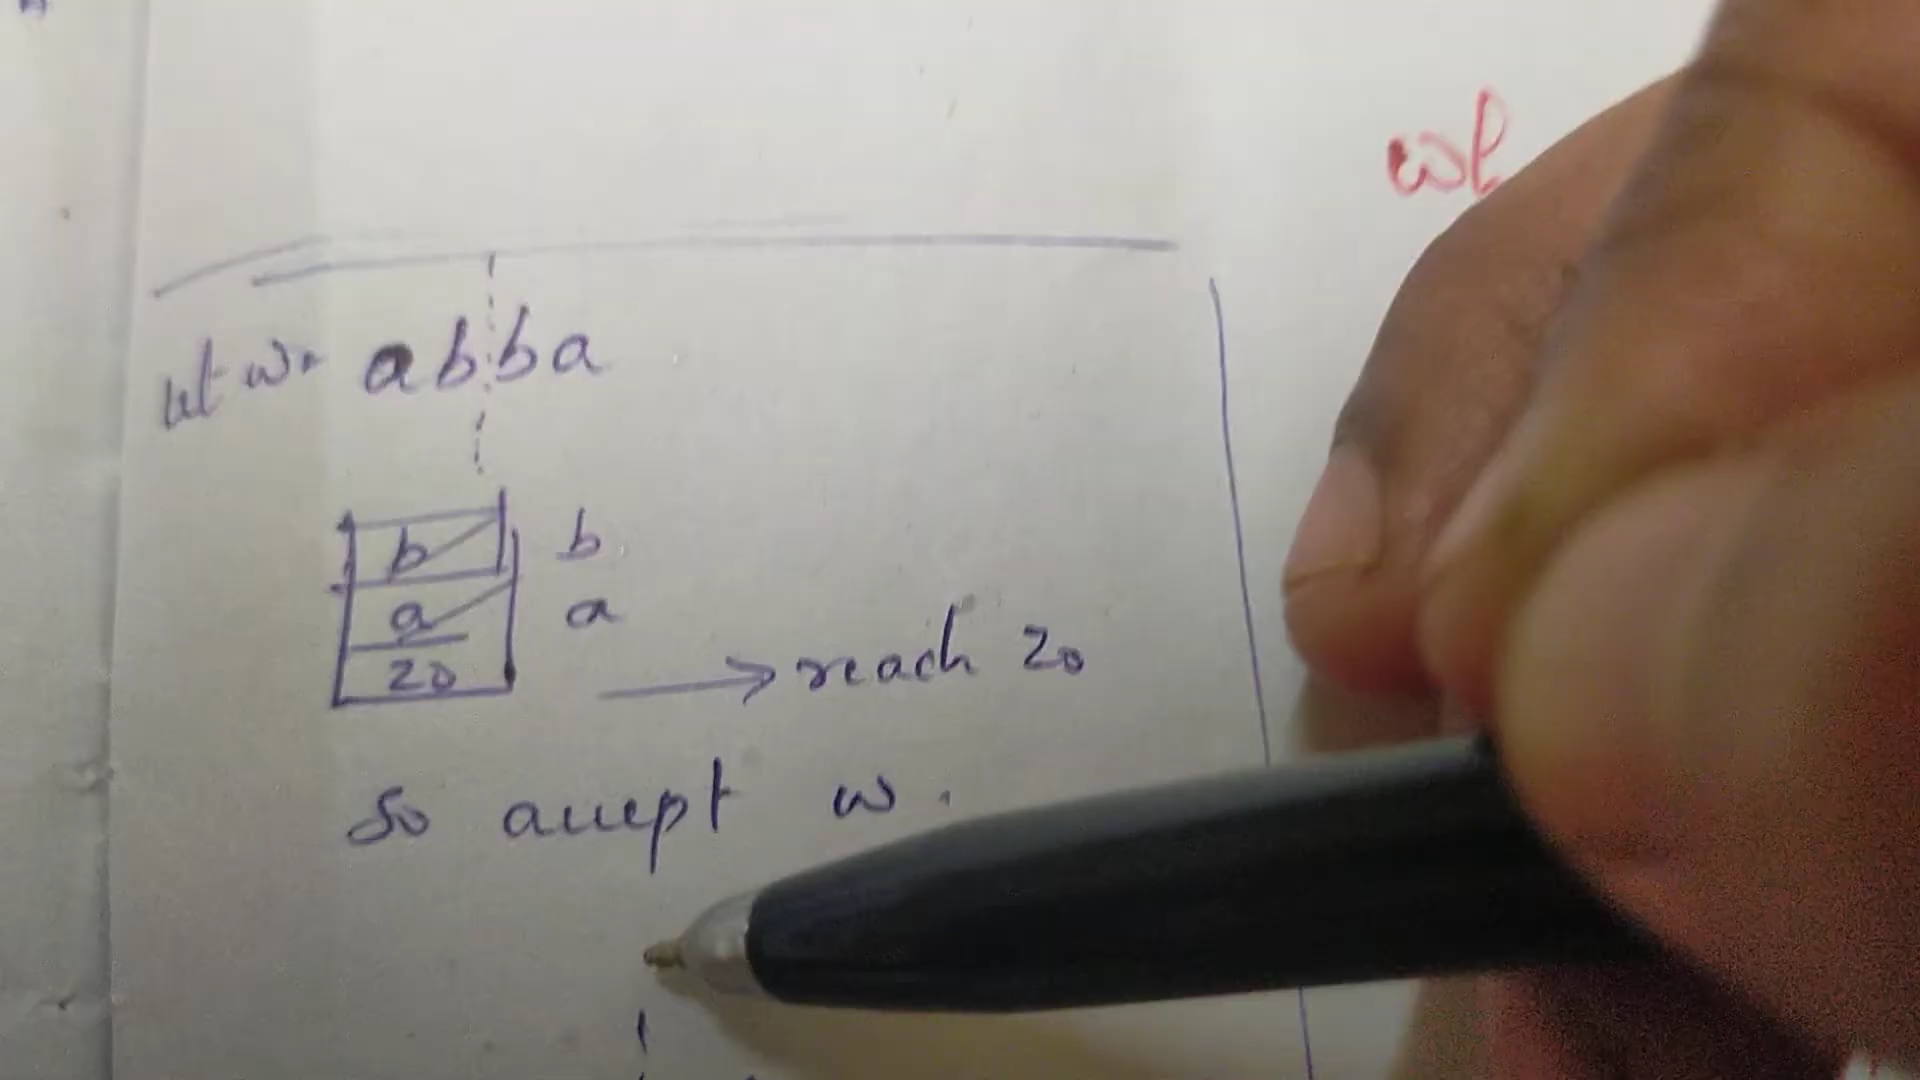 let w = abba
b b
a a
z0 → reach z0
so accept w.